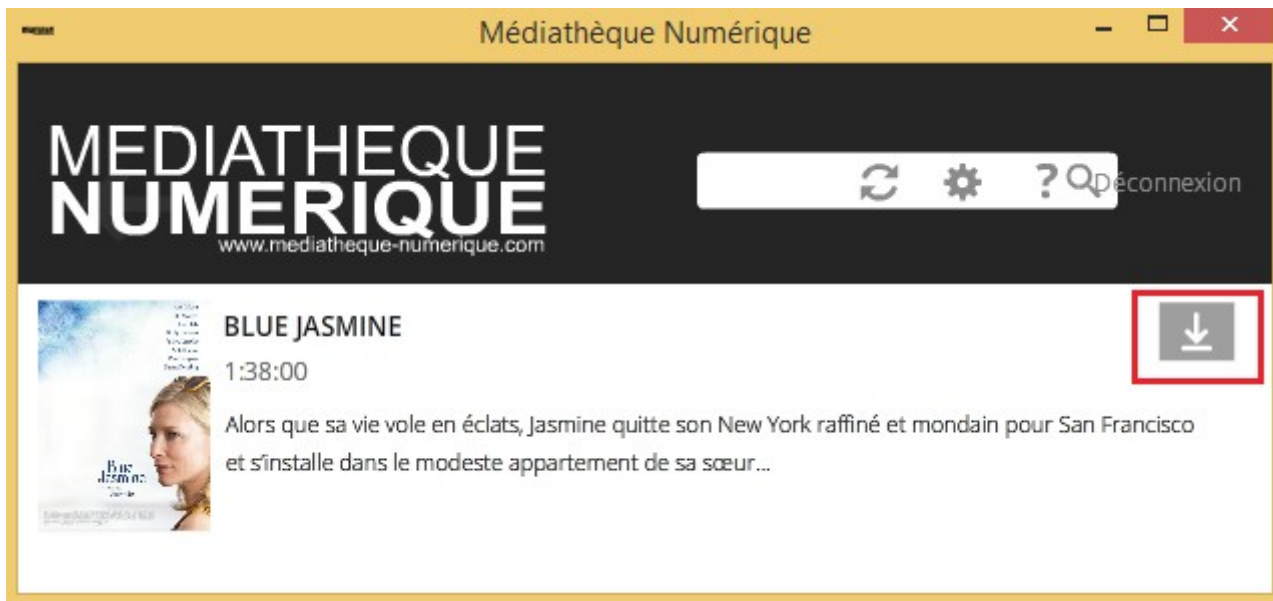 Médiathèque Numérique
MEDIATHEQUE
NUMERIQUE
www.mediatheque-numerique.com
? Déconnexion
BLUE JASMINE
1:38:00
Alors que sa vie vole en éclats, Jasmine quitte son New York raffiné et mondain pour San Francisco
et s’installe dans le modeste appartement de sa sœur...
Blue
Jasmine